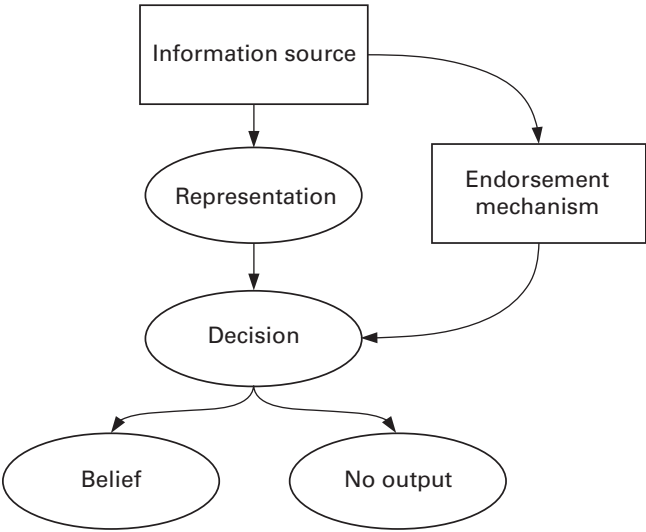 Information source
Representation
Endorsement
mechanism
Decision
Belief
No output